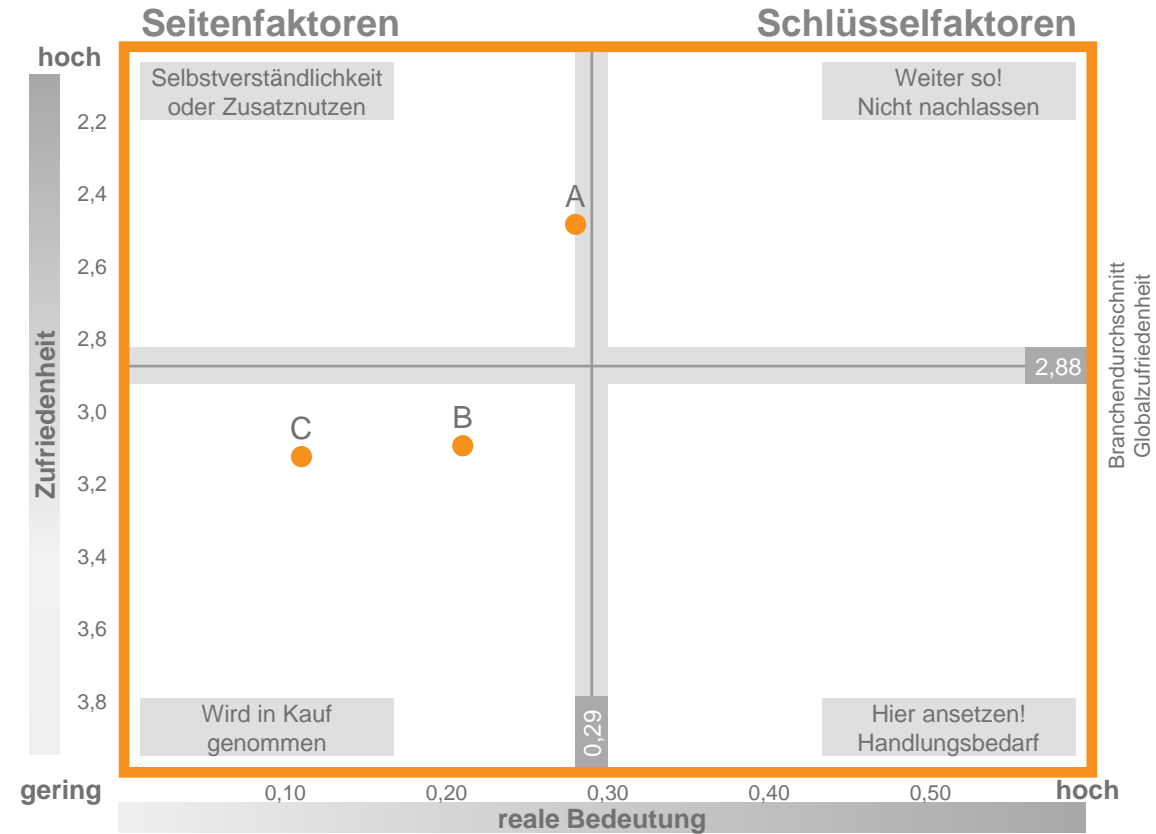 Seitenfaktoren
Schlüsselfaktoren
hoch
Selbstverständlichkeit
oder Zusatznutzen
Weiter so!
Nicht nachlassen
2,2
2,4
2,6
2,8
3,0
3,2
3,4
3,6
3,8
Zufriedenheit
A
B
C
2,88
Branchendurchschnitt
Globalzufriedenheit
Wird in Kauf
genommen
0,29
Hier ansetzen!
Handlungsbedarf
gering
0,10
0,20
0,30
0,40
0,50
hoch
reale Bedeutung